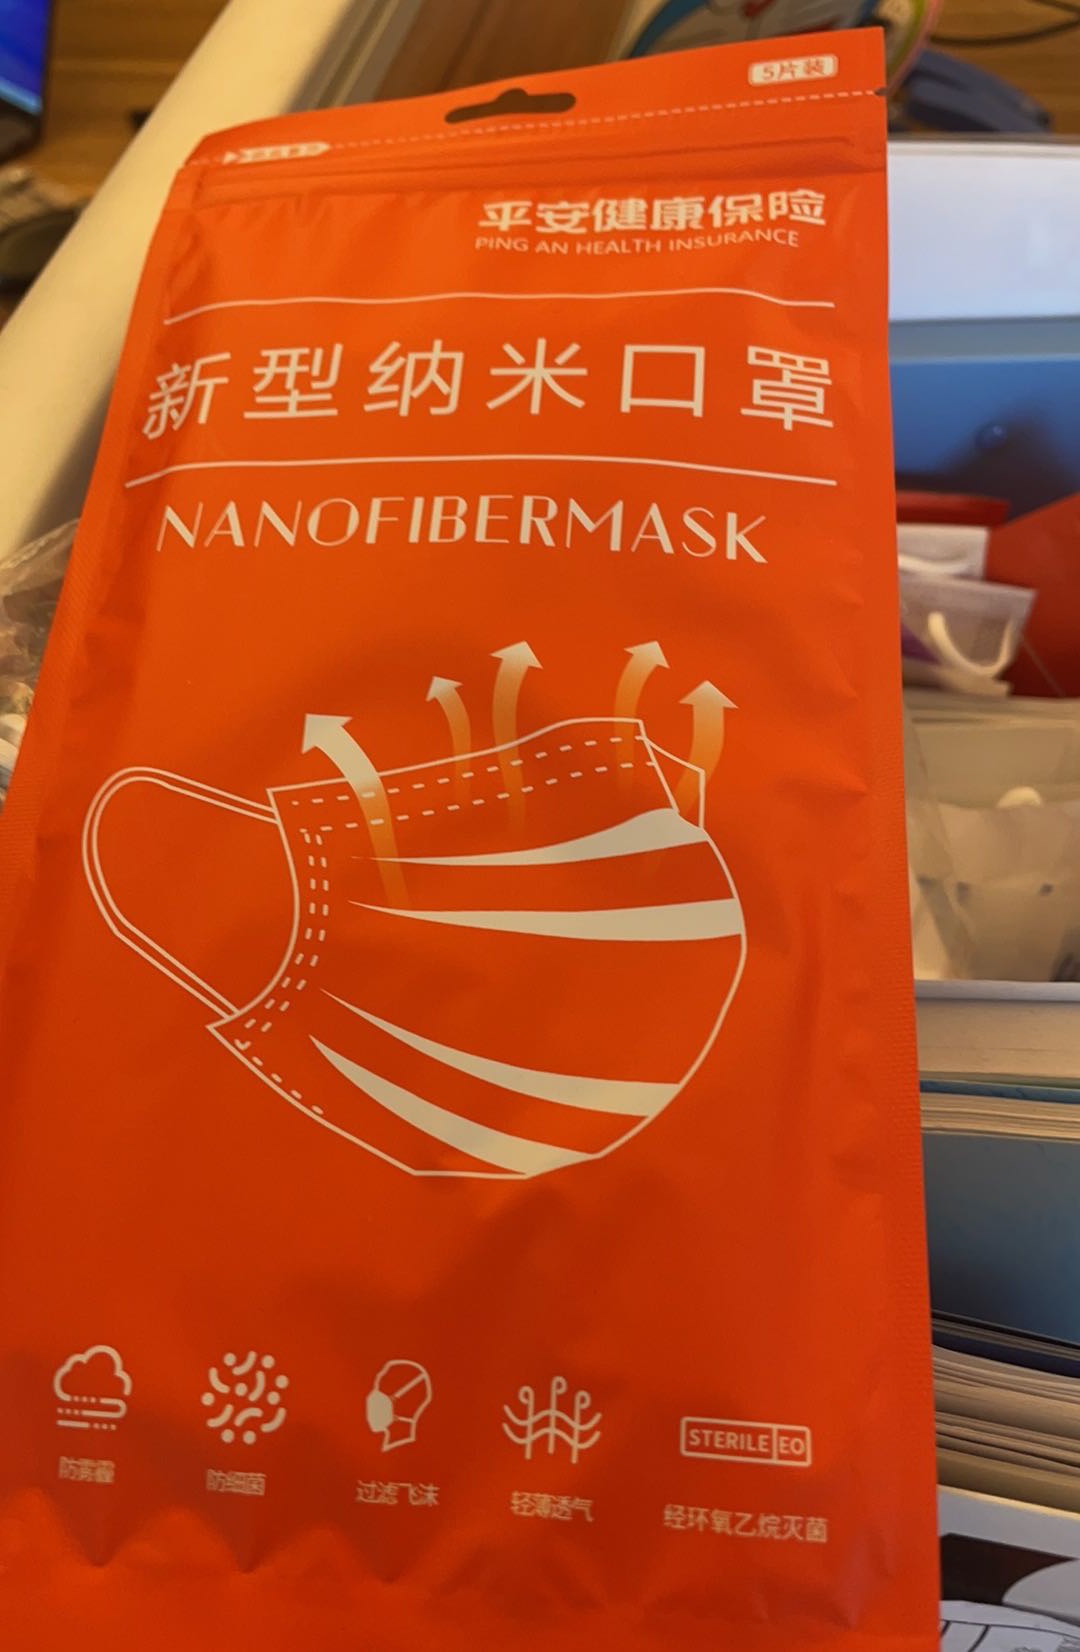 5片装
平安健康保险
PING AN HEALTH INSURANCE
新型纳米口罩
NANOFIBERMASK
防雾霾
防细菌
过滤飞沫
轻薄透气
STERILE EO
经环氧乙烷灭菌